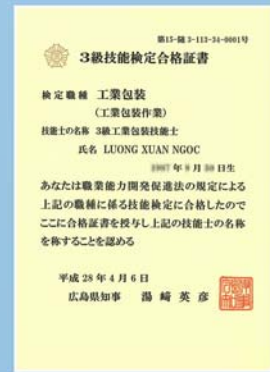 第15-随3-113-34-0001号
3級技能検定合格証書
検定職種 工業包装
(工業包装作業)
技能士の名称 3級工業包装技能士
氏名 LUONG XUAN NGOC
年 月 日生
あなたは職業能力開発促進法の規定による
上記の職種に係る技能検定に合格したので
ここに合格証書を授与し上記の技能士の名称
を称することを認める
平成28年4月6日
広島県知事 湯﨑英彦